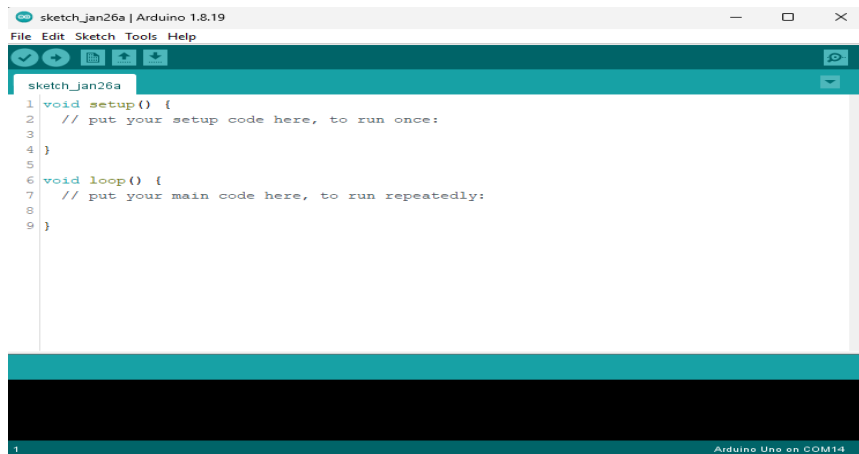 sketch_jan26a | Arduino 1.8.19
File Edit Sketch Tools Help
sketch_jan26a
1 void setup() {
2 // put your setup code here, to run once:
3
4 }
5
6 void loop() {
7 // put your main code here, to run repeatedly:
8
9 }
1 Arduino Uno on COM14